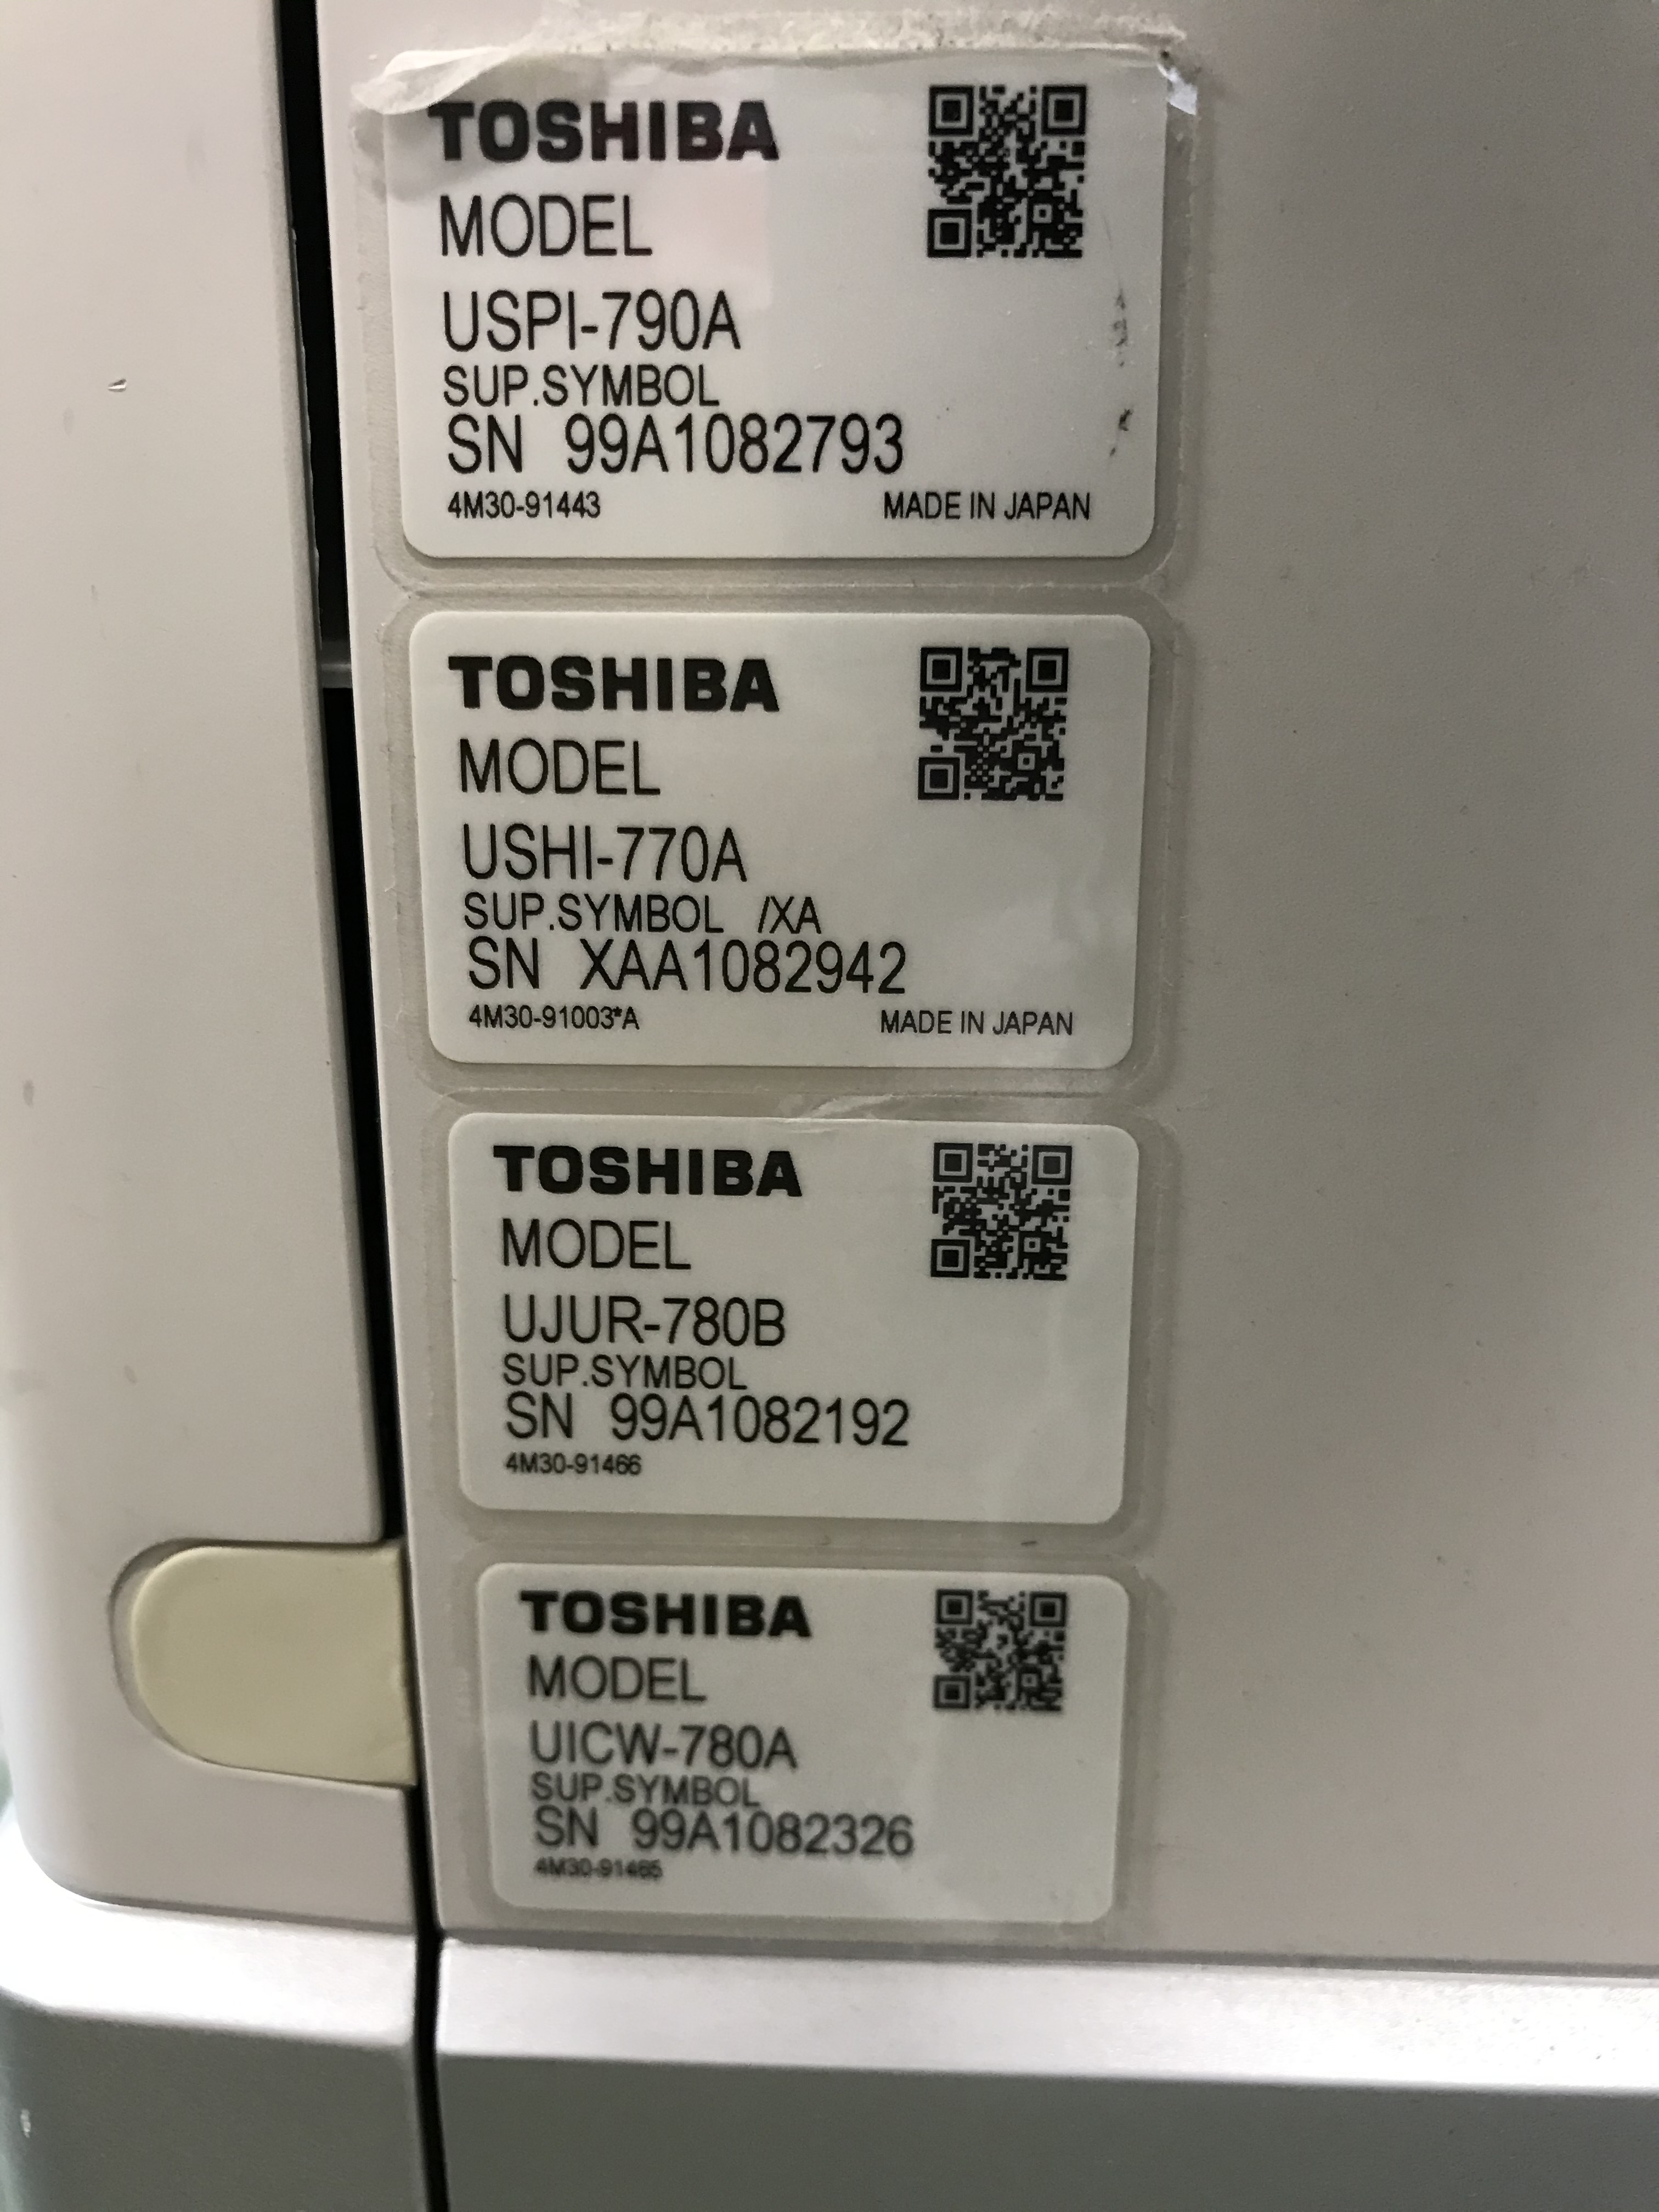 TOSHIBA
MODEL
USPI-790A
SUP.SYMBOL
SN 99A1082793
4M30-91443 MADE IN JAPAN
TOSHIBA
MODEL
USHI-770A
SUP.SYMBOL /XA
SN XAA1082942
4M30-91003*A MADE IN JAPAN
TOSHIBA
MODEL
UJUR-780B
SUP.SYMBOL
SN 99A1082192
4M30-91466
TOSHIBA
MODEL
UICW-780A
SUP.SYMBOL
SN 99A1082326
4M30-91465